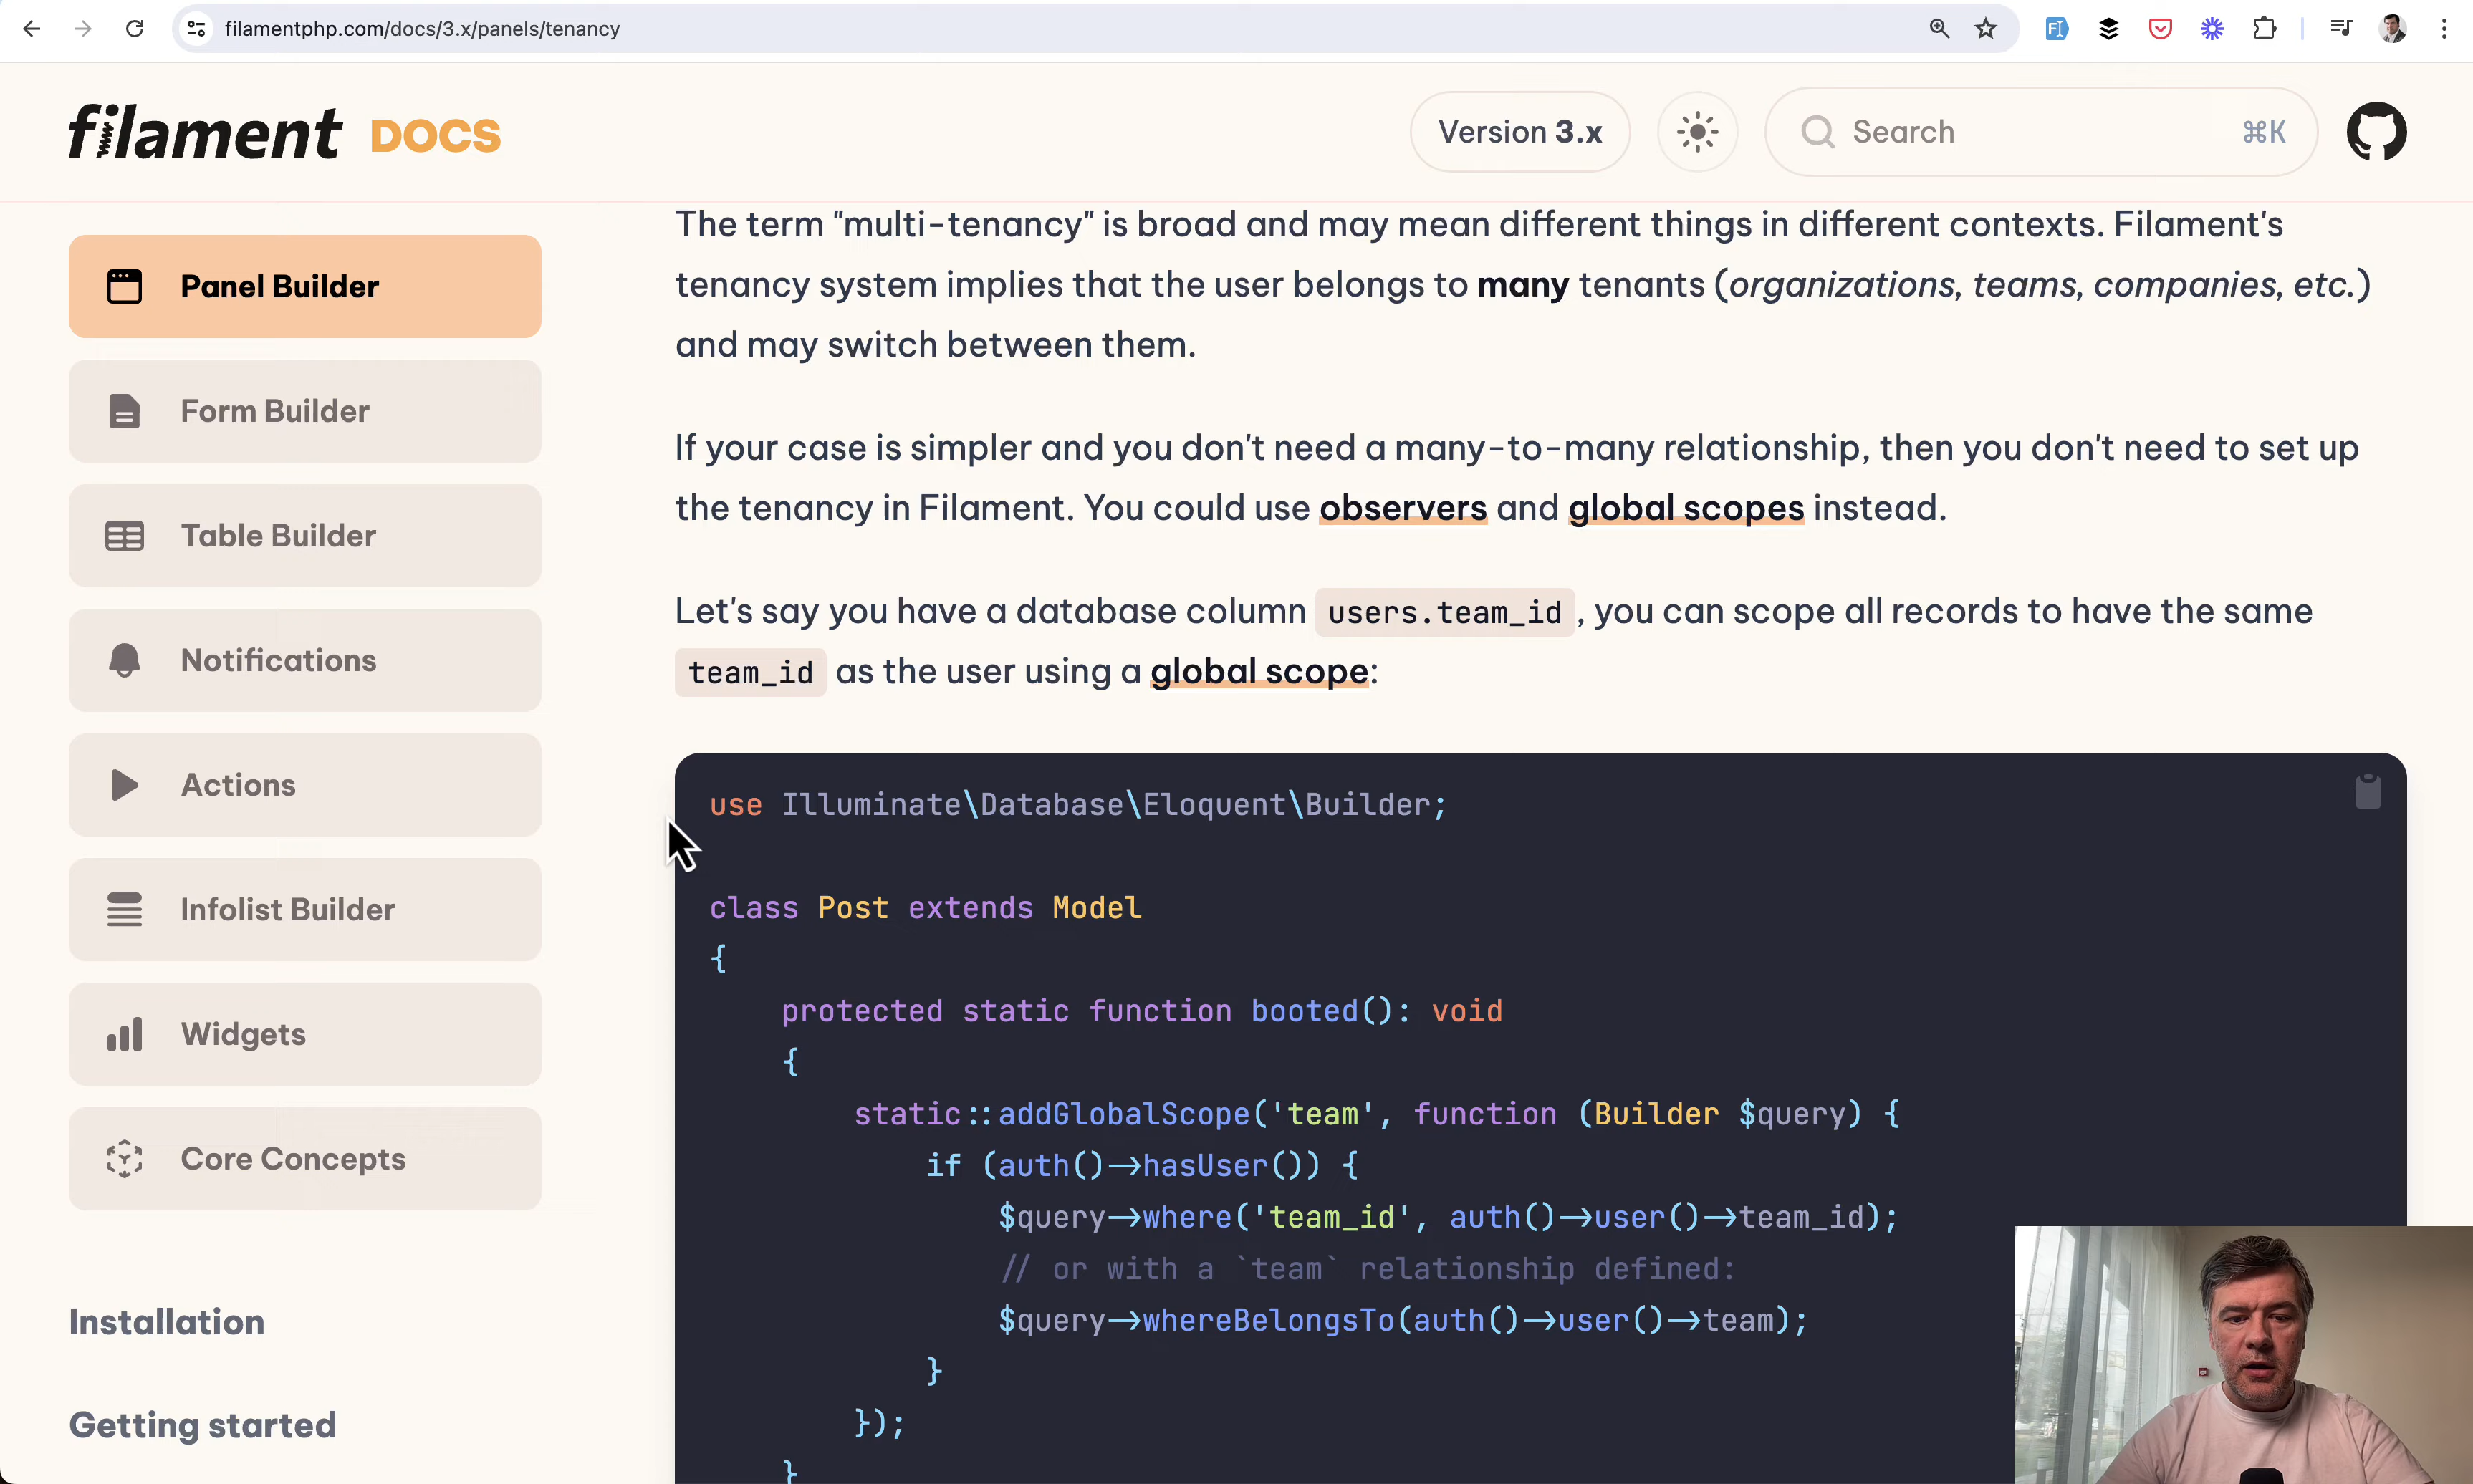 filamentphp.com/docs/3.x/panels/tenancy
filament DOCS
Version 3.x
Search
⌘K
Panel Builder
Form Builder
Table Builder
Notifications
Actions
Infolist Builder
Widgets
Core Concepts
Installation
Getting started
The term "multi-tenancy" is broad and may mean different things in different contexts. Filament's
tenancy system implies that the user belongs to many tenants (organizations, teams, companies, etc.)
and may switch between them.
If your case is simpler and you don't need a many-to-many relationship, then you don't need to set up
the tenancy in Filament. You could use observers and global scopes instead.
Let's say you have a database column users.team_id, you can scope all records to have the same
team_id as the user using a global scope:
use Illuminate\Database\Eloquent\Builder;
class Post extends Model
{
    protected static function booted(): void
    {
        static::addGlobalScope('team', function (Builder $query) {
            if (auth()->hasUser()) {
                $query->where('team_id', auth()->user()->team_id);
                // or with a `team` relationship defined:
                $query->whereBelongsTo(auth()->user()->team);
            }
        });
    }